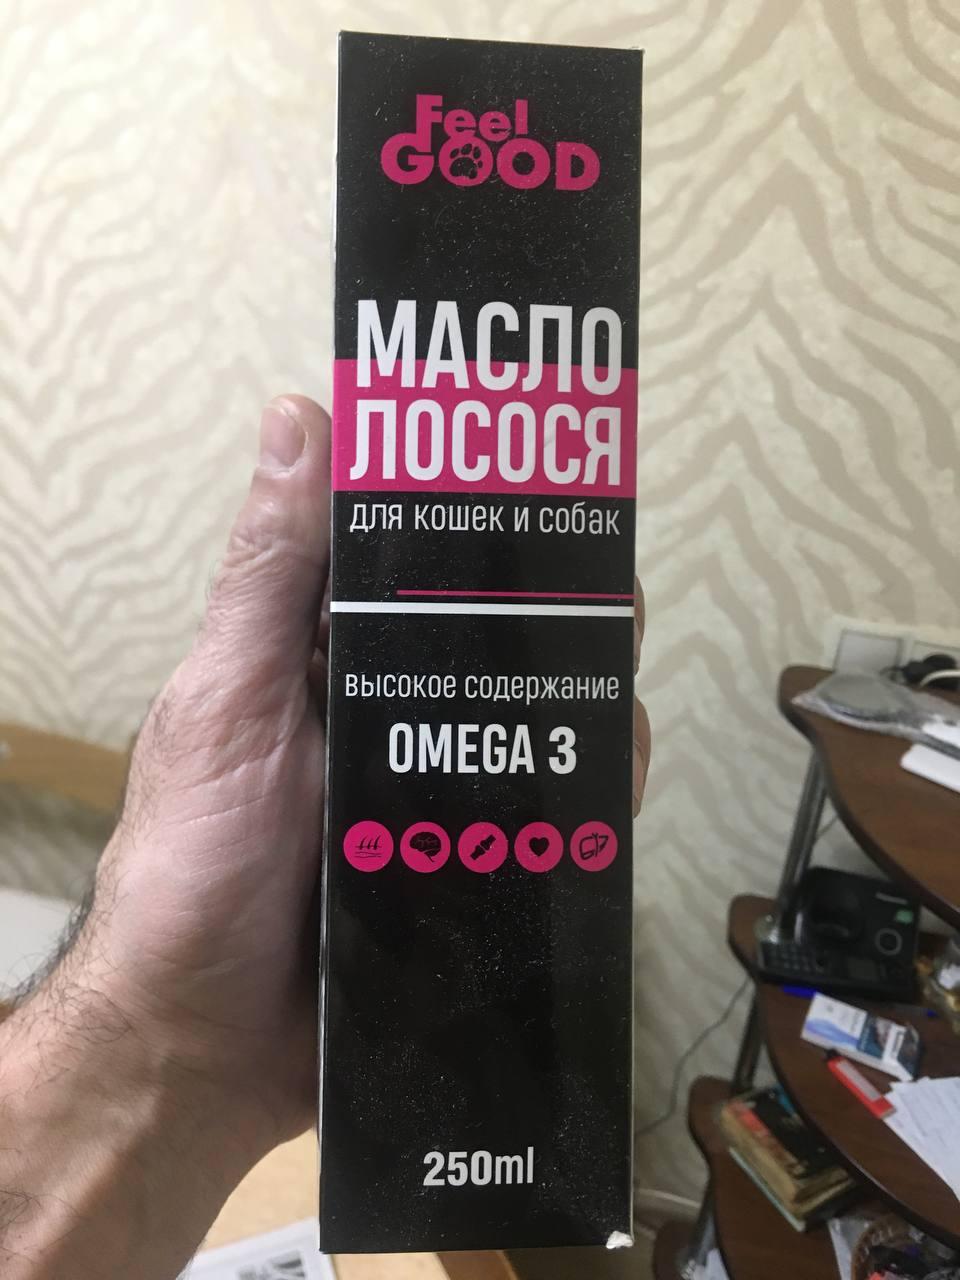 Feel
GOOD
МАСЛО
ЛОСОСЯ
для кошек и собак
высокое содержание
OMEGA 3
250ml